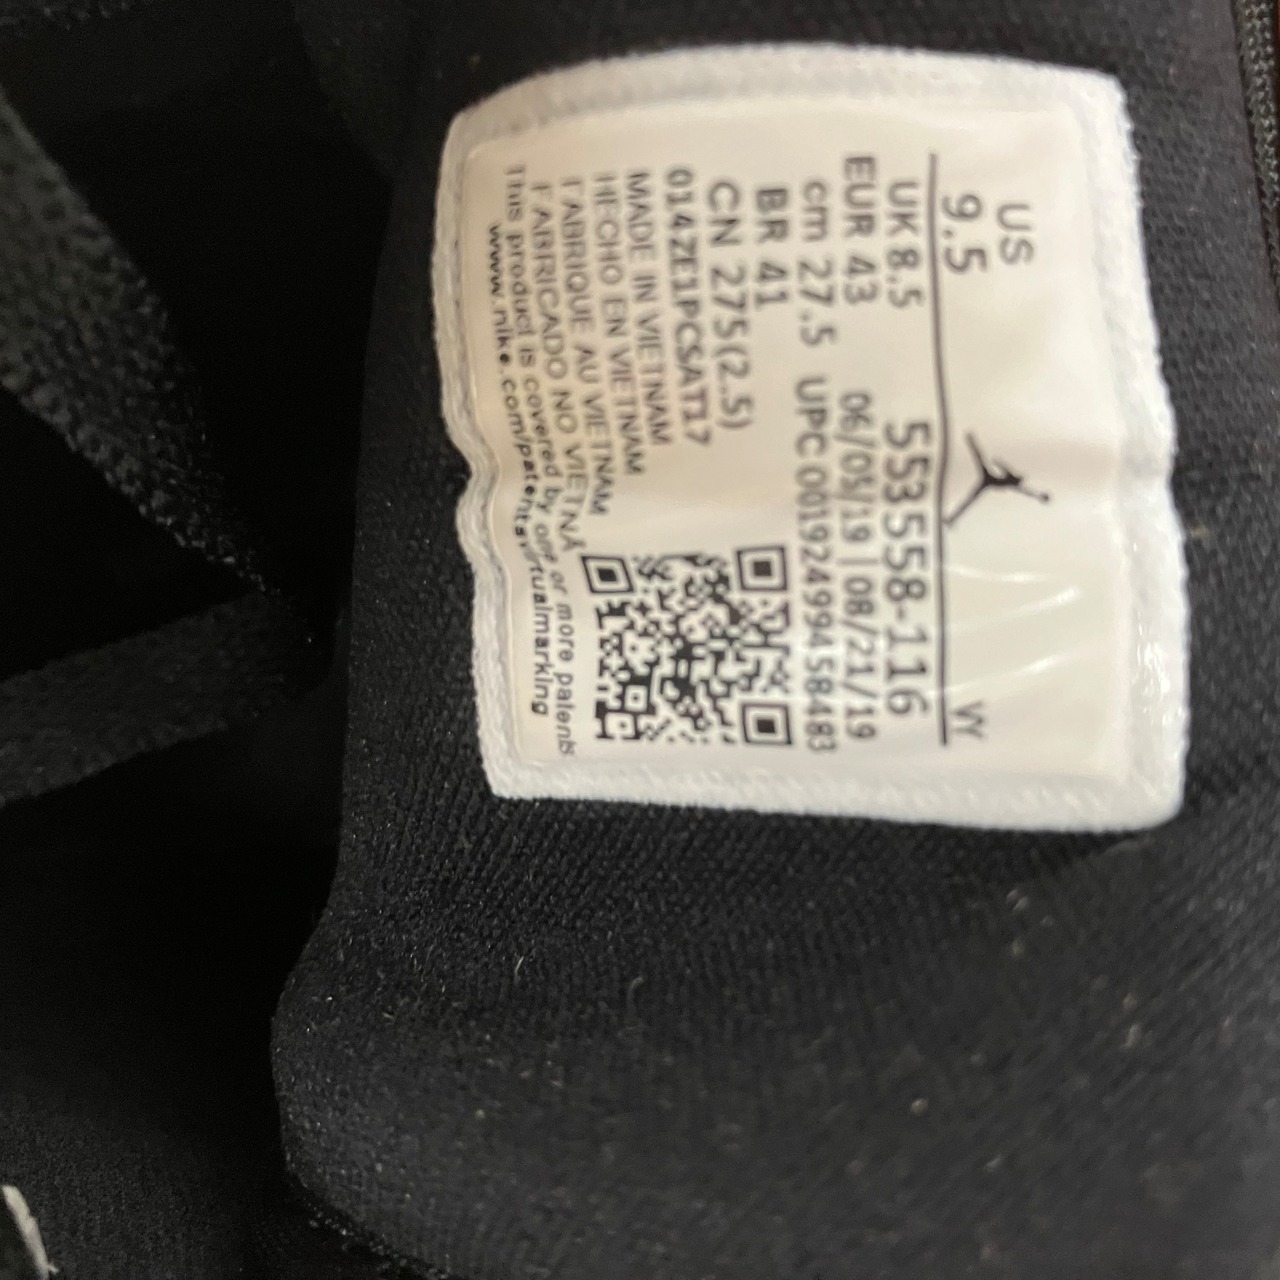 US
9.5
VY
UK 8.5 553558-116
EUR 43 06/05/19 | 08/21/19
cm 27.5 UPC 00192499458483
BR 41
CN 275(2.5)
014ZE1PCSAT17
MADE IN VIETNAM
HECHO EN VIETNAM
FABRIQUE AU VIETNAM
FABRICADO NO VIETNÃ
This product is covered by one or more patents
www.nike.com/patentsvirtualmarking